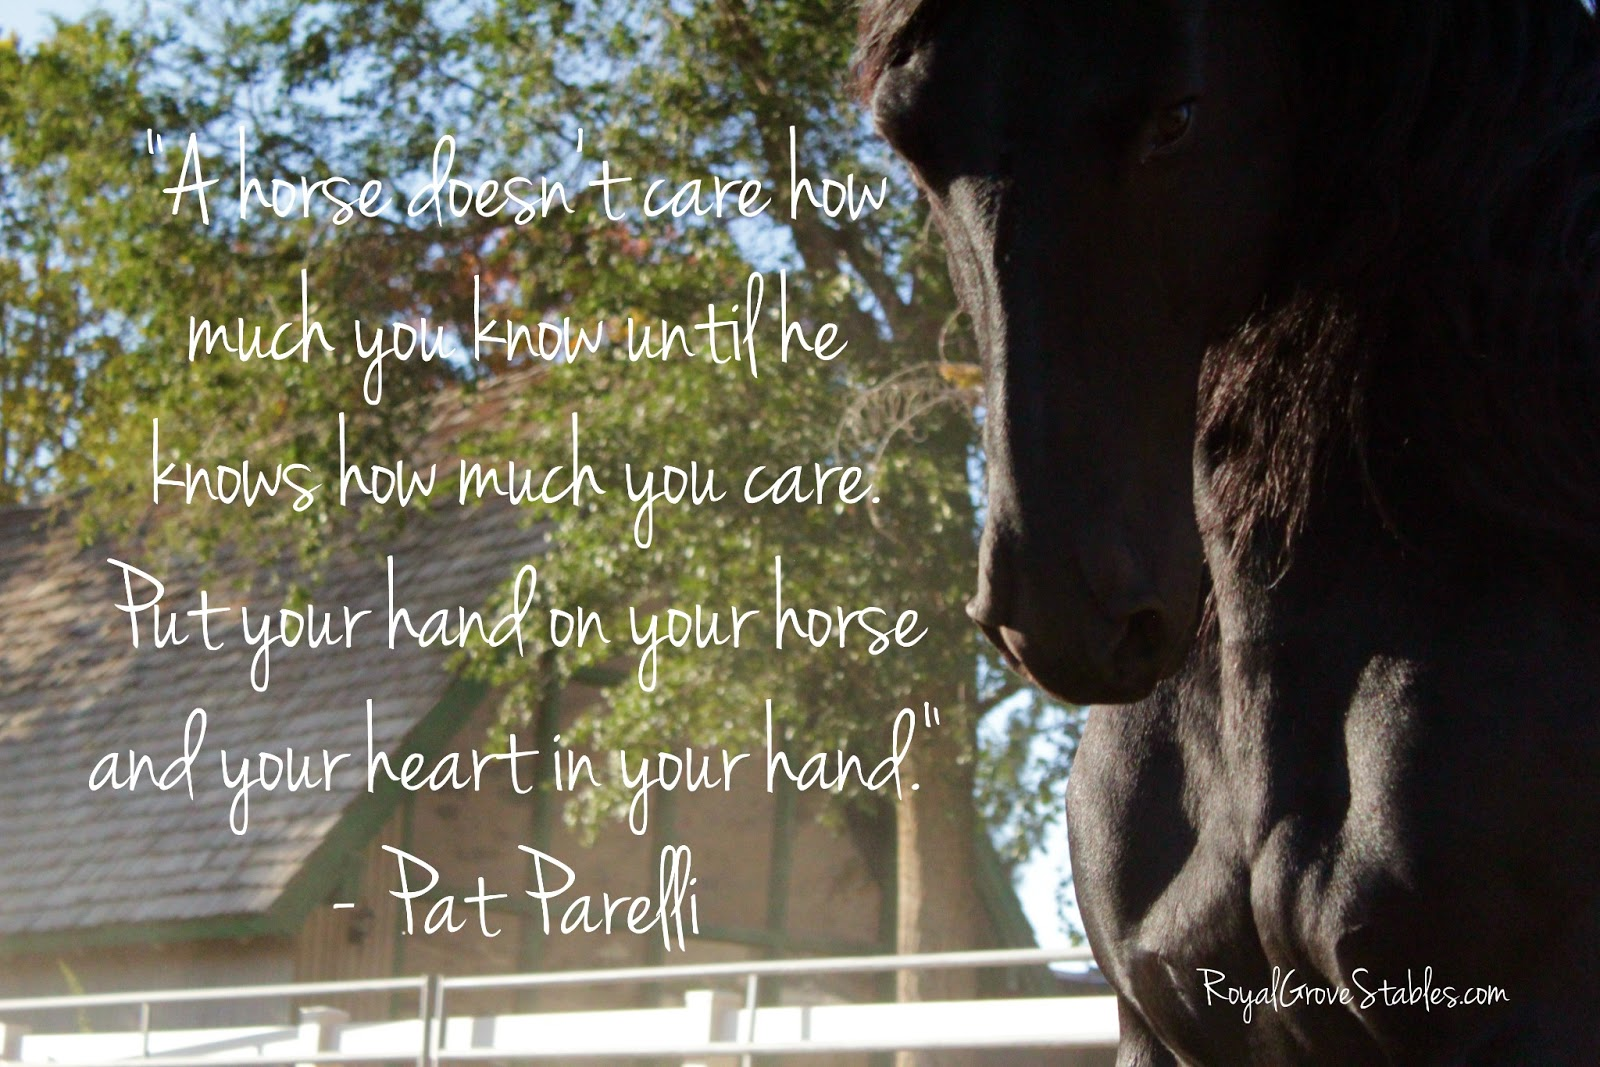 "A horse doesn't care how
much you know until he
knows how much you care.
Put your hand on your horse
and your heart in your hand."
- Pat Parelli
RoyalGroveStables.com